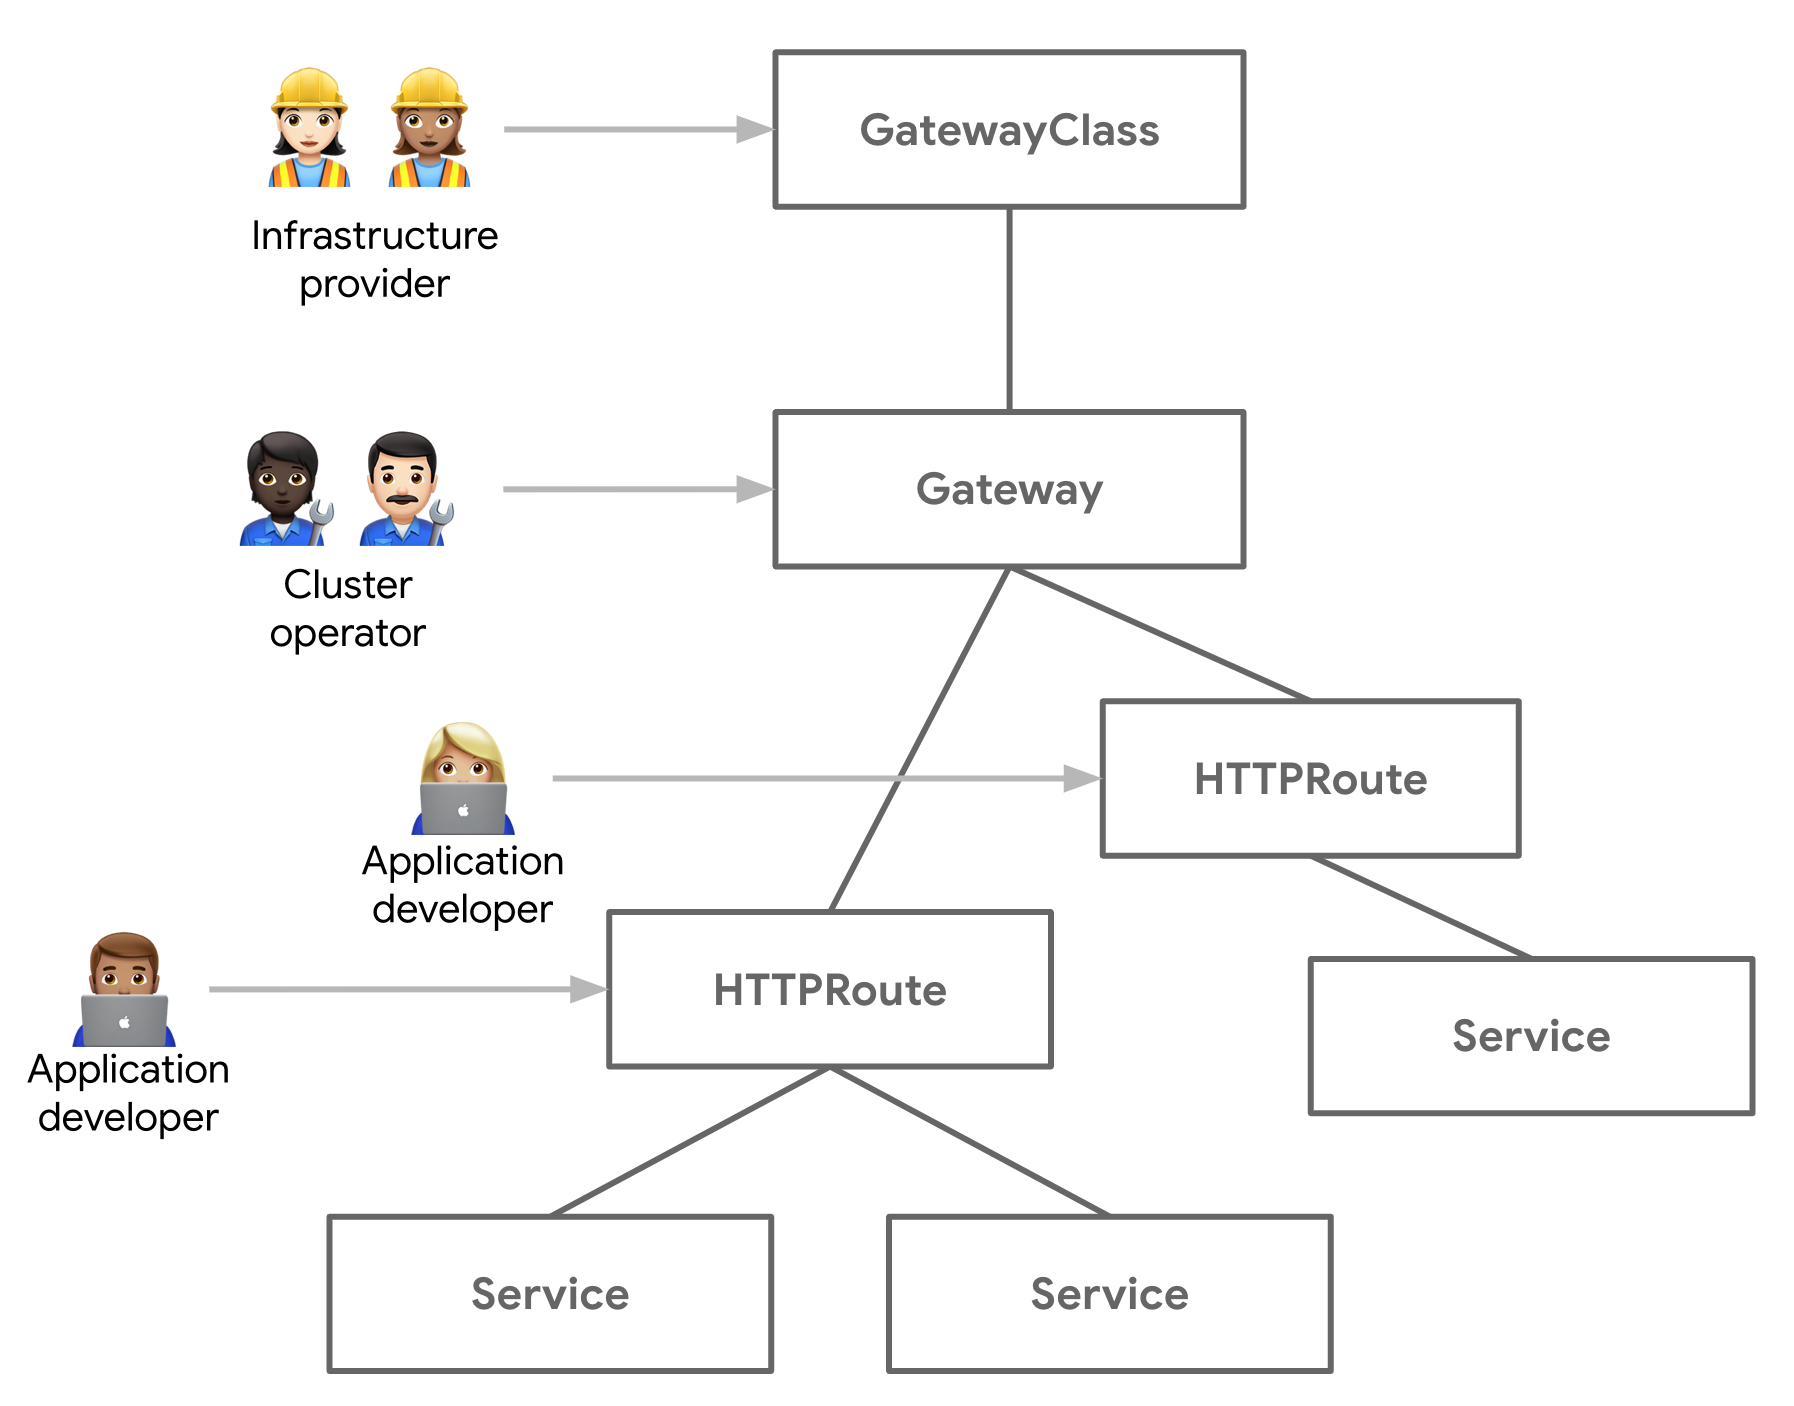 GatewayClass
Infrastructure
provider
Gateway
Cluster
operator
HTTPRoute
Application
developer
HTTPRoute
Service
Application
developer
Service
Service